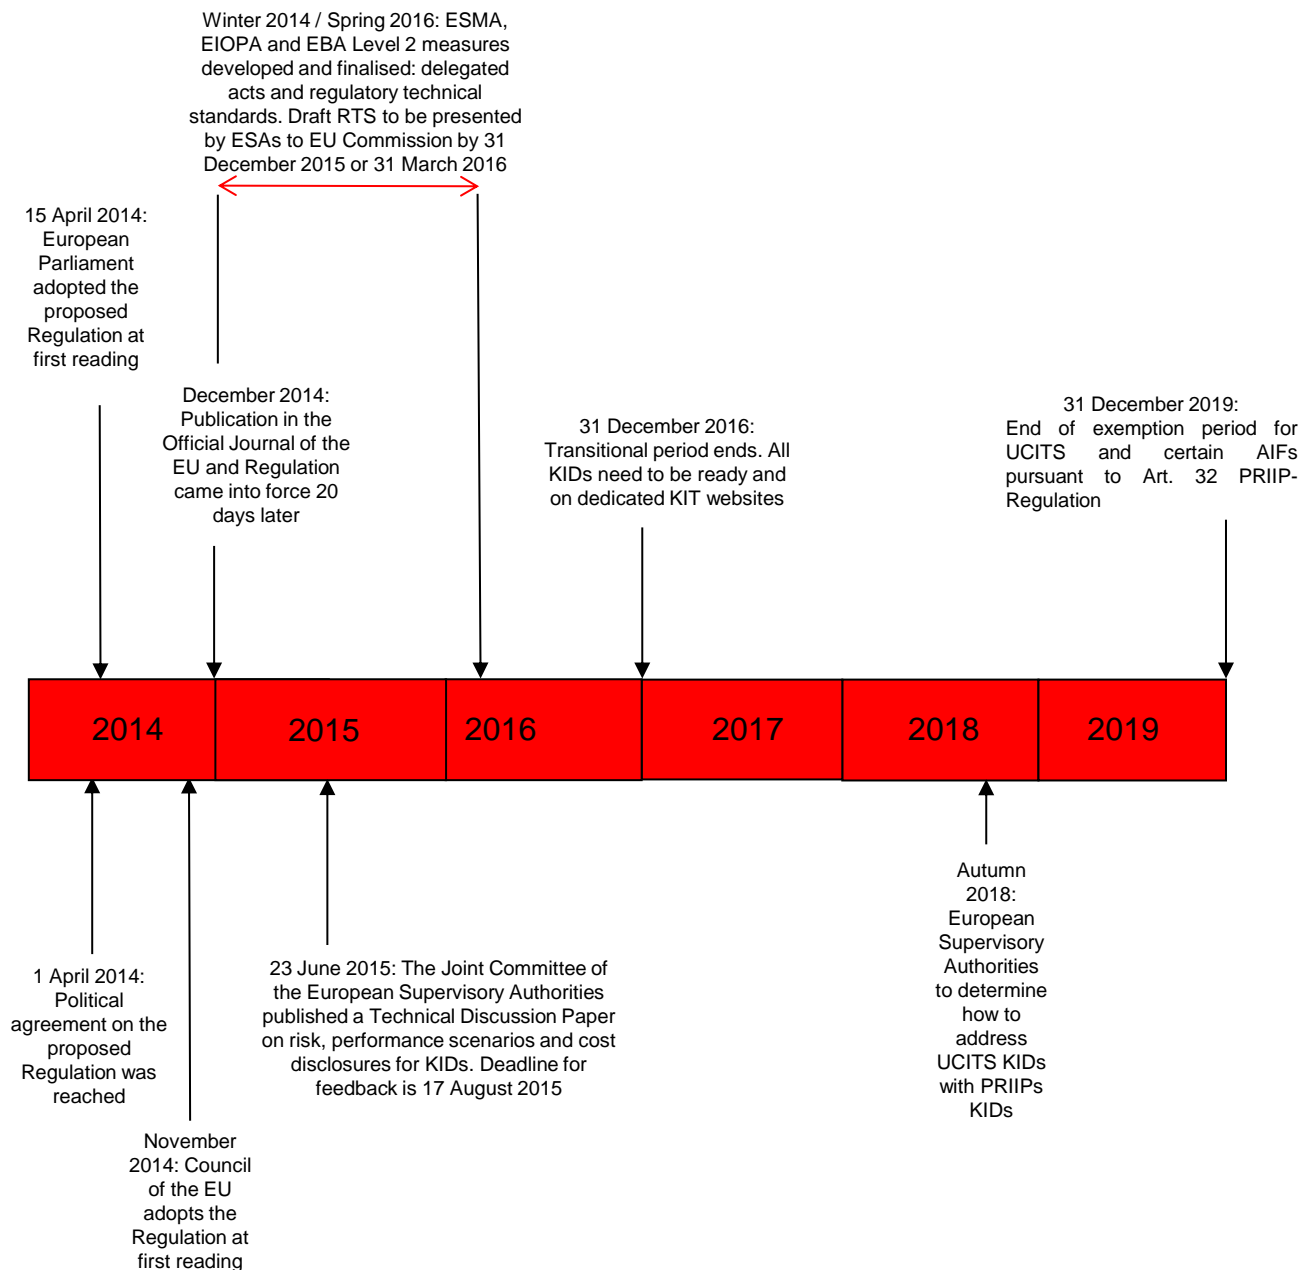 Winter 2014 / Spring 2016: ESMA,
EIOPA and EBA Level 2 measures
developed and finalised: delegated
acts and regulatory technical
standards. Draft RTS to be presented
by ESAs to EU Commission by 31
December 2015 or 31 March 2016
15 April 2014:
European
Parliament
adopted the
proposed
Regulation at
first reading
December 2014:
Publication in the
Official Journal of the
EU and Regulation
came into force 20
days later
31 December 2016:
Transitional period ends. All
KIDs need to be ready and
on dedicated KIT websites
31 December 2019:
End of exemption period for
UCITS and certain AIFs
pursuant to Art. 32 PRIIP-
Regulation
2014
2015
2016
2017
2018
2019
1 April 2014:
Political
agreement on the
proposed
Regulation was
reached
November
2014: Council
of the EU
adopts the
Regulation at
first reading
23 June 2015: The Joint Committee of
the European Supervisory Authorities
published a Technical Discussion Paper
on risk, performance scenarios and cost
disclosures for KIDs. Deadline for
feedback is 17 August 2015
Autumn
2018:
European
Supervisory
Authorities
to determine
how to
address
UCITS KIDs
with PRIIPs
KIDs